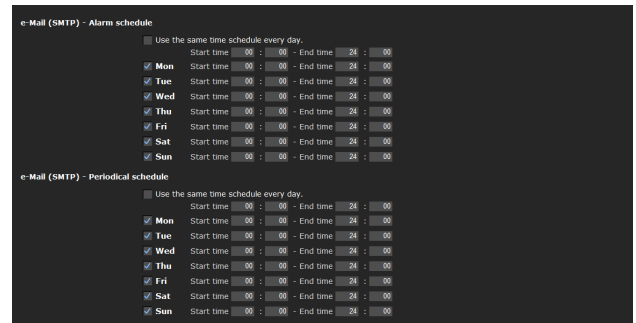 e-Mail (SMTP) - Alarm schedule
Use the same time schedule every day.
Start time 00 : 00 - End time 24 : 00
Mon Start time 00 : 00 - End time 24 : 00
Tue Start time 00 : 00 - End time 24 : 00
Wed Start time 00 : 00 - End time 24 : 00
Thu Start time 00 : 00 - End time 24 : 00
Fri Start time 00 : 00 - End time 24 : 00
Sat Start time 00 : 00 - End time 24 : 00
Sun Start time 00 : 00 - End time 24 : 00
e-Mail (SMTP) - Periodical schedule
Use the same time schedule every day.
Start time 00 : 00 - End time 24 : 00
Mon Start time 00 : 00 - End time 24 : 00
Tue Start time 00 : 00 - End time 24 : 00
Wed Start time 00 : 00 - End time 24 : 00
Thu Start time 00 : 00 - End time 24 : 00
Fri Start time 00 : 00 - End time 24 : 00
Sat Start time 00 : 00 - End time 24 : 00
Sun Start time 00 : 00 - End time 24 : 00